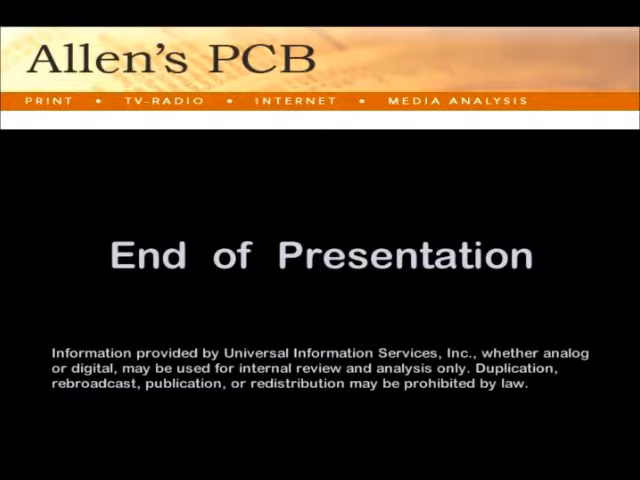 Allen's PCB
PRINT • TV-RADIO • INTERNET • MEDIA ANALYSIS
End of Presentation
Information provided by Universal Information Services, Inc., whether analog
or digital, may be used for internal review and analysis only. Duplication,
rebroadcast, publication, or redistribution may be prohibited by law.